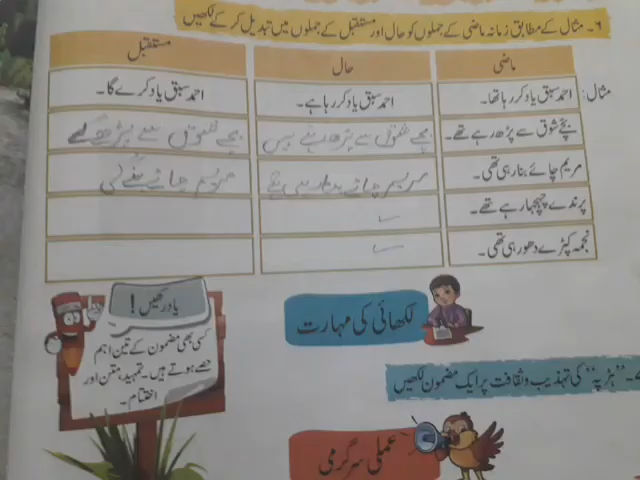 ۶۔ مثال کے مطابق زمانہ ماضی کے جملوں کو حال اور مستقبل کے جملوں میں تبدیل کر کے لکھیں
ماضی حال مستقبل
مثال: احمد سبق یاد کر رہا تھا۔ احمد سبق یاد کر رہا ہے۔ احمد سبق یاد کرے گا۔
بچے شوق سے پڑھ رہے تھے۔ بچے شوق سے پڑھ رہے ہیں بچے شوق سے پڑھے گے
مریم چائے بنا رہی تھی۔ مریم چائے بنا رہی ہے مریم چائے بنے گی
پرندے چہچہا رہے تھے۔
نجمہ کپڑے دھو رہی تھی۔
لکھائی کی مہارت
یاد رکھیں!
کسی بھی مضمون کے تین اہم
حصے ہوتے ہیں۔ تمہید، متن اور
اختتام۔
۷۔ "ہڑپہ" کی تہذیب و ثقافت پر ایک مضمون لکھیں
عملی سرگرمی